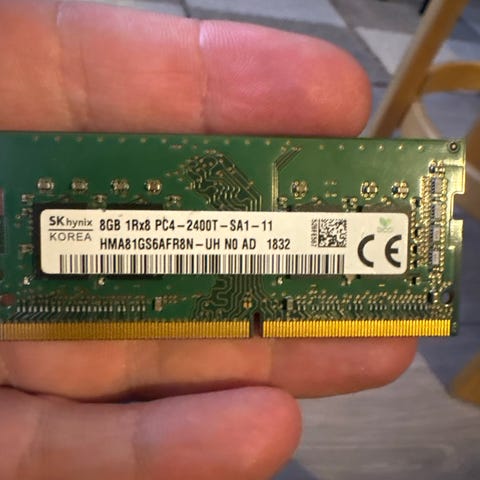 SK hynix
KOREA
8GB 1Rx8 PC4-2400T-SA1-11
HMA81GS6AFR8N-UH N0 AD 1832
CE